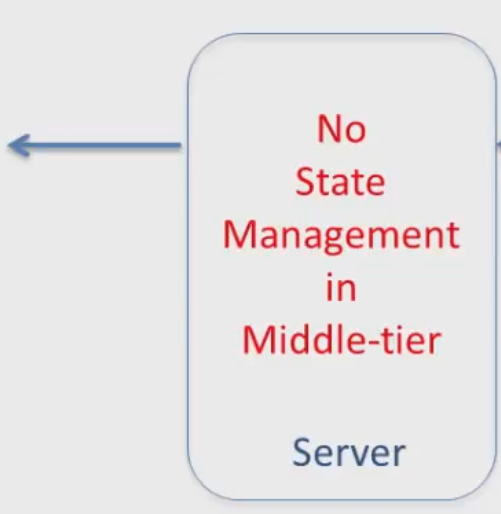 No
State
Management
in
Middle-tier
Server